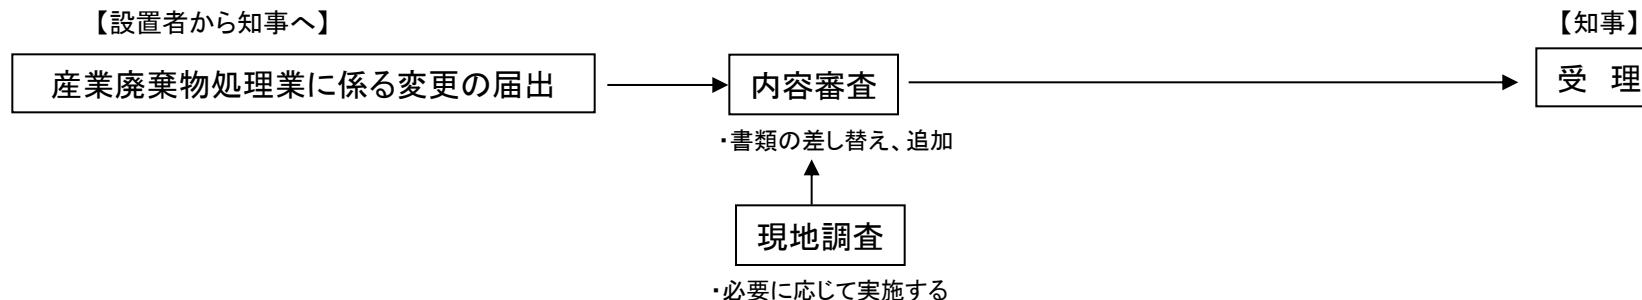 【設置者から知事へ】
【知事】
産業廃棄物処理業に係る変更の届出
内容審査
受 理
・書類の差し替え、追加
現地調査
・必要に応じて実施する